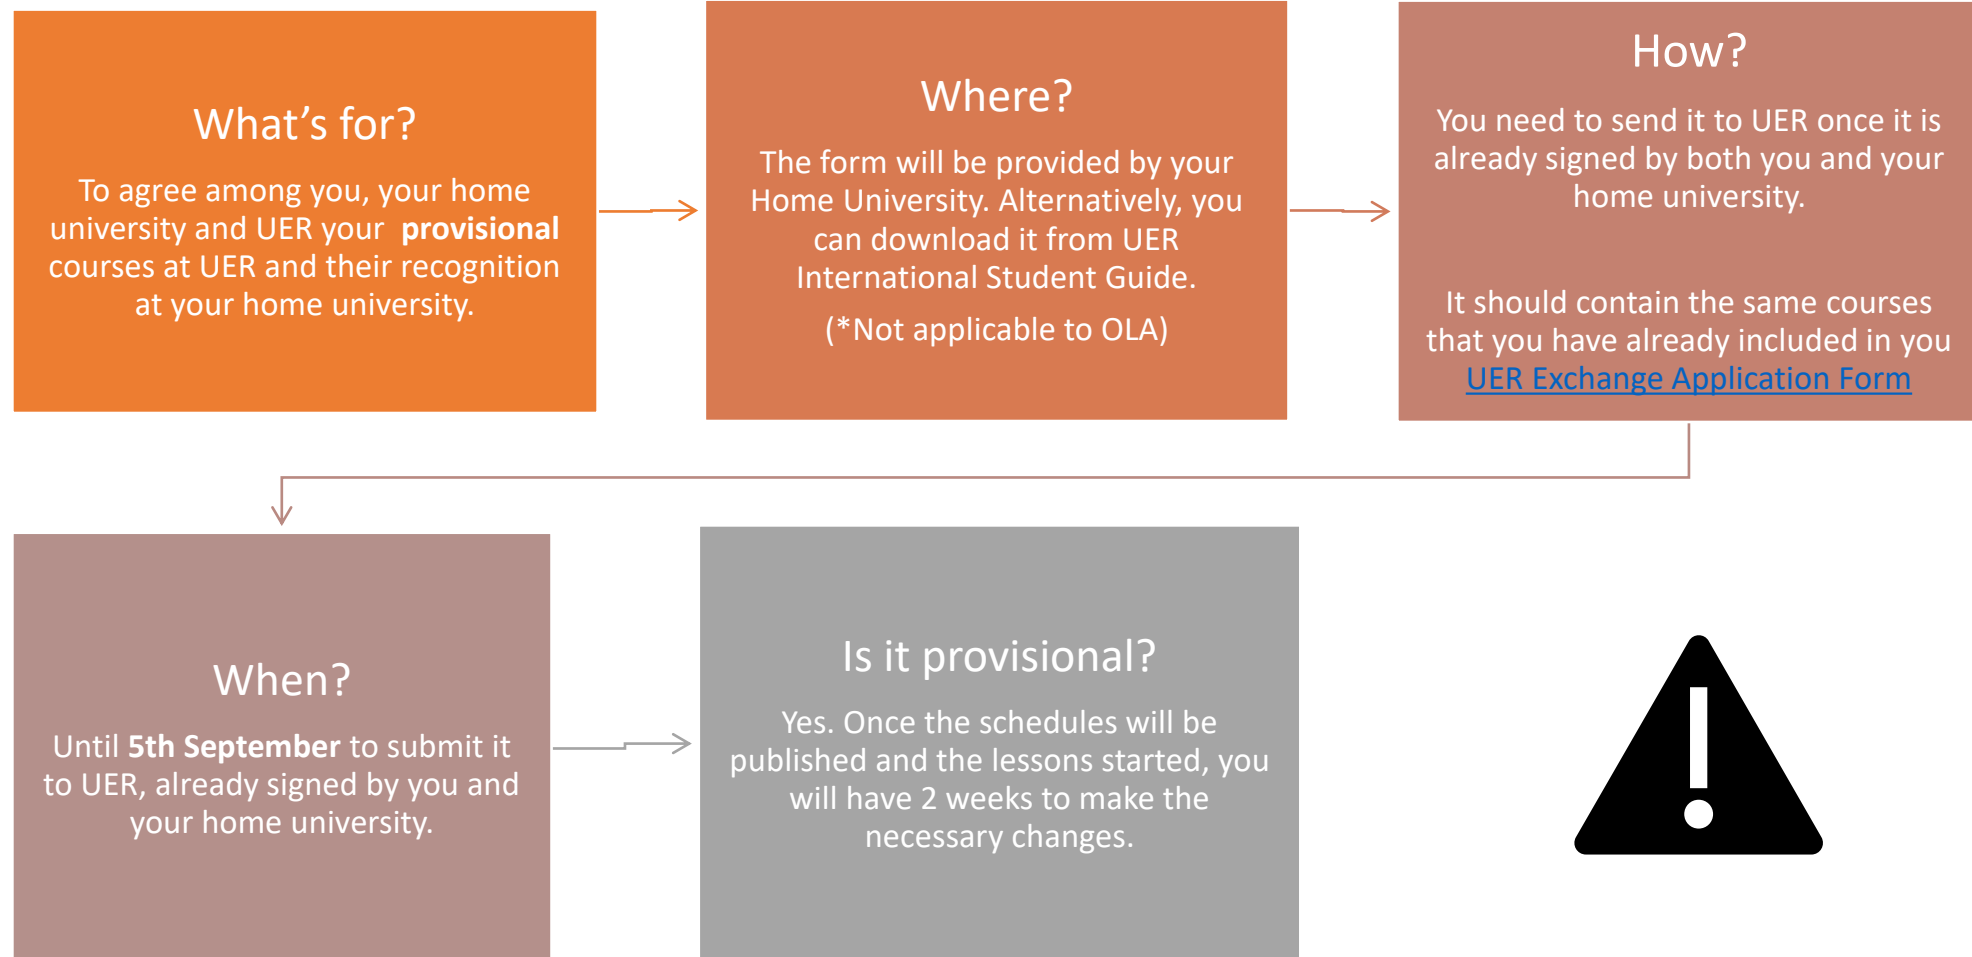 What’s for?
To agree among you, your home
university and UER your provisional
courses at UER and their recognition
at your home university.
Where?
The form will be provided by your
Home University. Alternatively, you
can download it from UER
International Student Guide.
(*Not applicable to OLA)
How?
You need to send it to UER once it is
already signed by both you and your
home university.
It should contain the same courses
that you have already included in you
UER Exchange Application Form
When?
Until 5th September to submit it
to UER, already signed by you and
your home university.
Is it provisional?
Yes. Once the schedules will be
published and the lessons started, you
will have 2 weeks to make the
necessary changes.